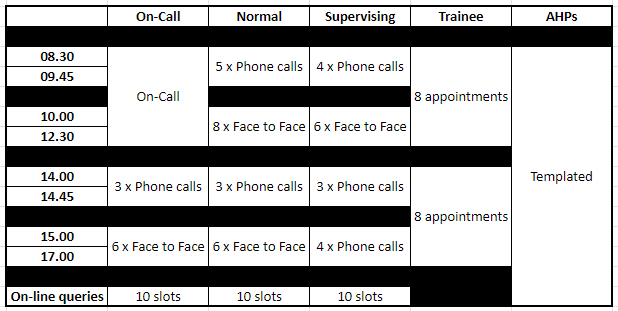 On-Call Normal Supervising Trainee AHPs
08.30
5 x Phone calls 4 x Phone calls
09.45
On-Call 8 appointments
10.00
8 x Face to Face 6 x Face to Face
12.30
14.00 Templated
3 x Phone calls 3 x Phone calls 3 x Phone calls
14.45
8 appointments
15.00
6 x Face to Face 6 x Face to Face 4 x Phone calls
17.00
On-line queries 10 slots 10 slots 10 slots